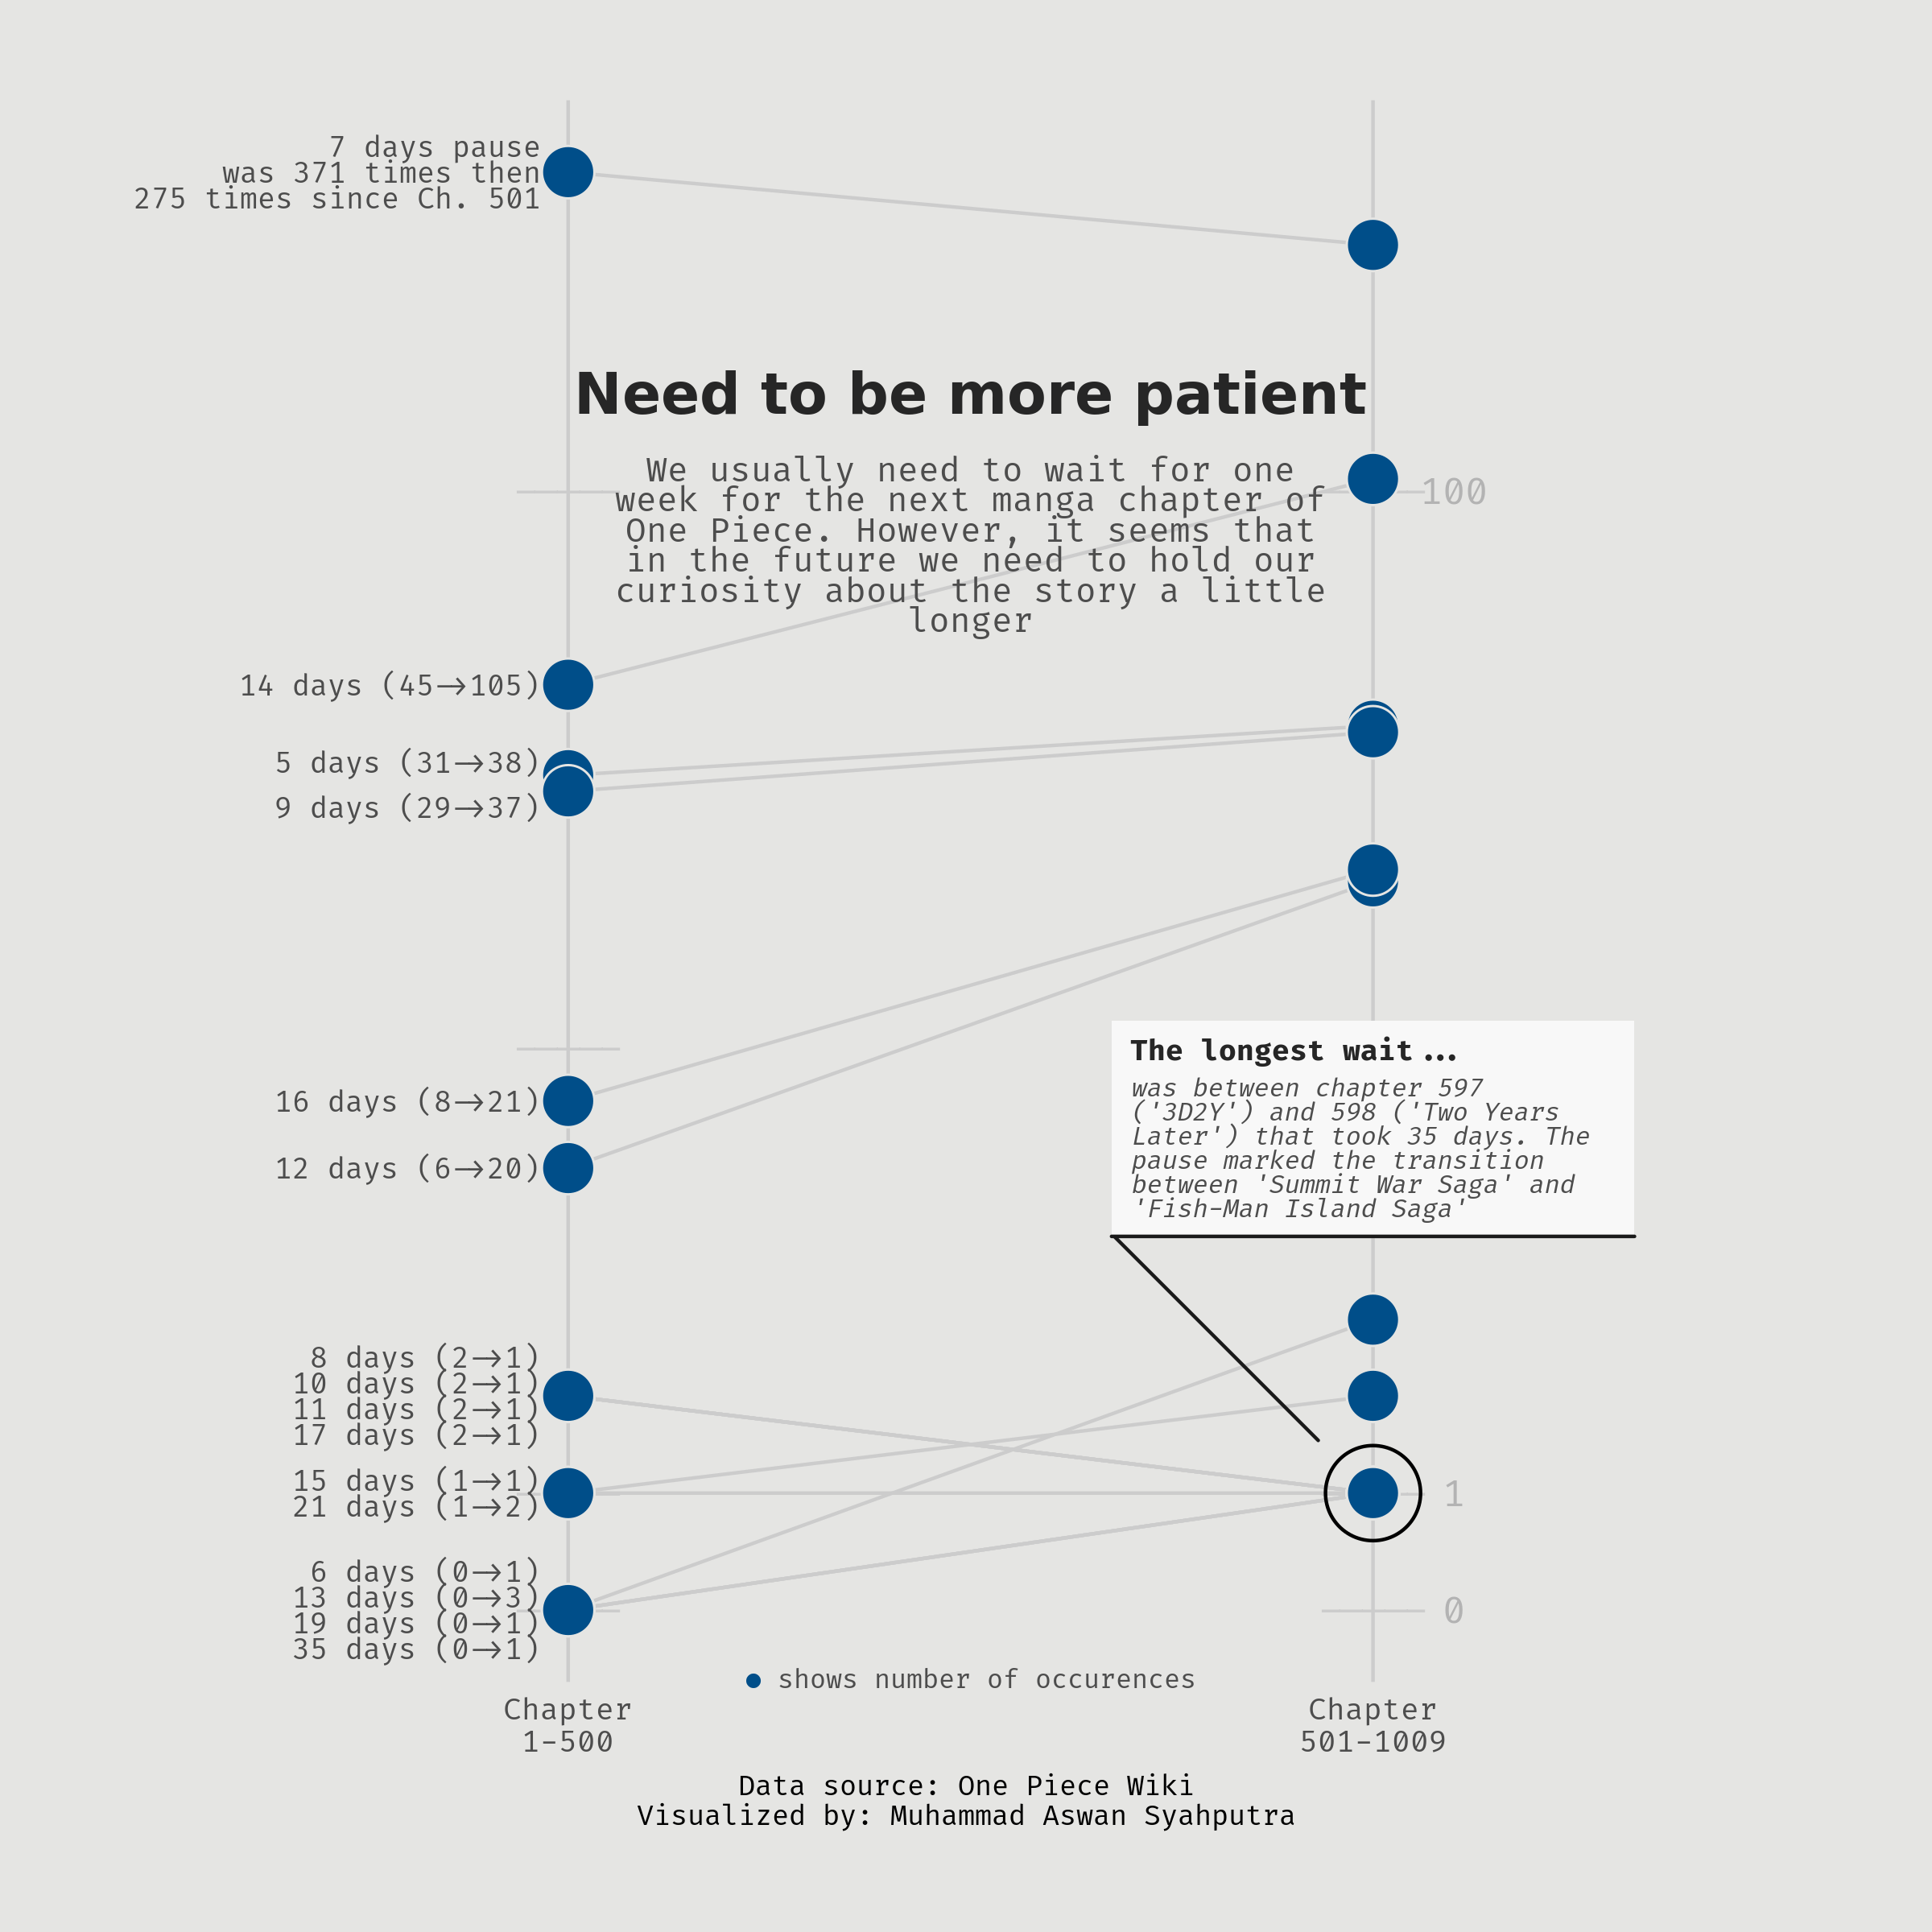 7 days pause
was 371 times then
275 times since Ch. 501
Need to be more patient
We usually need to wait for one
week for the next manga chapter of
One Piece. However, it seems that
in the future we need to hold our
curiosity about the story a little
longer
100
14 days (45→105)
5 days (31→38)
9 days (29→37)
16 days (8→21)
12 days (6→20)
The longest wait...
was between chapter 597
('3D2Y') and 598 ('Two Years
Later') that took 35 days. The
pause marked the transition
between 'Summit War Saga' and
'Fish-Man Island Saga'
8 days (2→1)
10 days (2→1)
11 days (2→1)
17 days (2→1)
15 days (1→1)
21 days (1→2)
1
6 days (0→1)
13 days (0→3)
19 days (0→1)
35 days (0→1)
0
shows number of occurences
Chapter
1-500
Chapter
501-1009
Data source: One Piece Wiki
Visualized by: Muhammad Aswan Syahputra